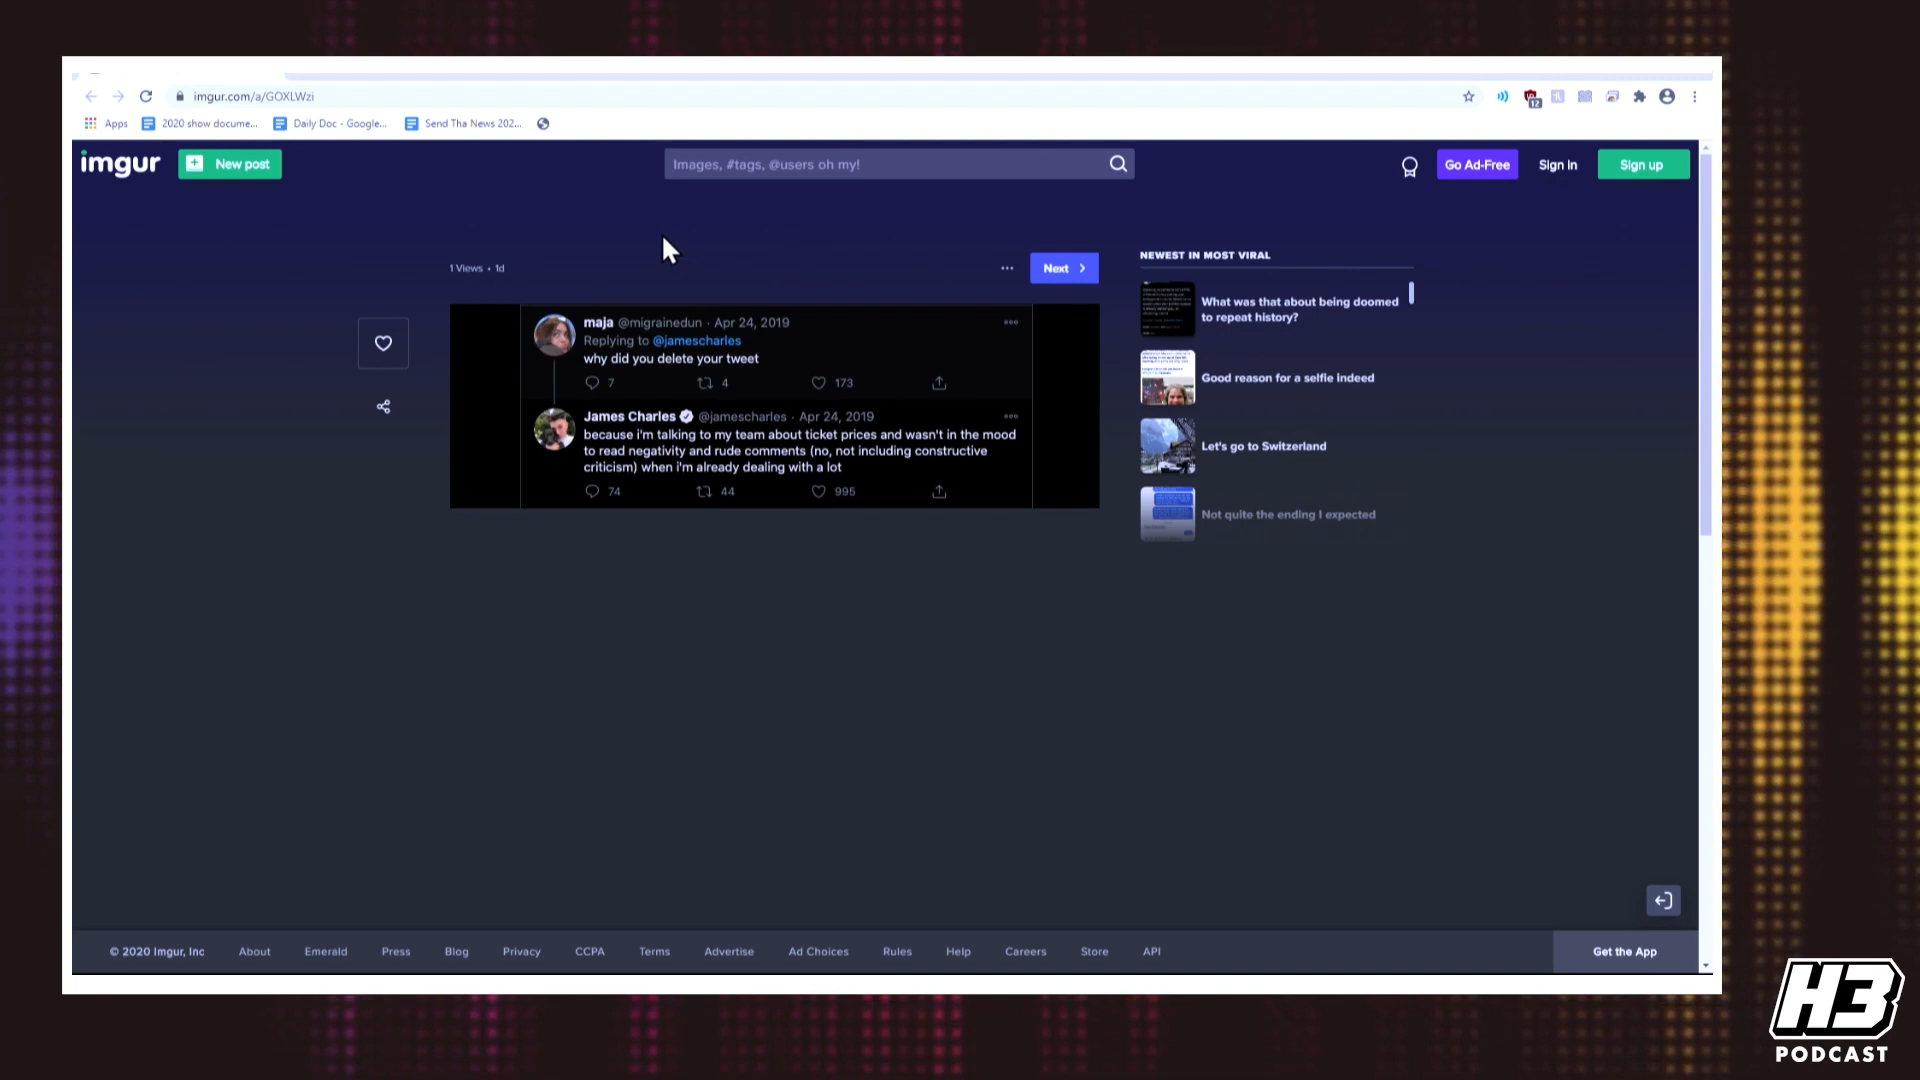 imgur.com/a/GOXLWzi
12
Apps
2020 show docume...
Daily Doc - Google...
Send Tha News 202...
imgur
New post
Images, #tags, @users oh my!
Go Ad-Free
Sign in
Sign up
1 Views • 1d
Next
NEWEST IN MOST VIRAL
What was that about being doomed
to repeat history?
Good reason for a selfie indeed
Let's go to Switzerland
Not quite the ending I expected
maja @migrainedun · Apr 24, 2019
Replying to @jamescharles
why did you delete your tweet
7 4 173
James Charles @jamescharles · Apr 24, 2019
because i'm talking to my team about ticket prices and wasn't in the mood
to read negativity and rude comments (no, not including constructive
criticism) when i'm already dealing with a lot
74 44 995
© 2020 Imgur, Inc
About
Emerald
Press
Blog
Privacy
CCPA
Terms
Advertise
Ad Choices
Rules
Help
Careers
Store
API
Get the App
H3
PODCAST